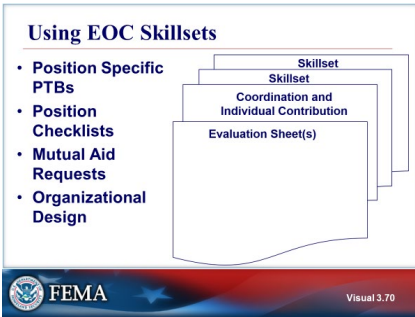 Using EOC Skillsets
• Position Specific
PTBs
• Position
Checklists
• Mutual Aid
Requests
• Organizational
Design
Skillset
Skillset
Coordination and
Individual Contribution
Evaluation Sheet(s)
FEMA
Visual 3.70